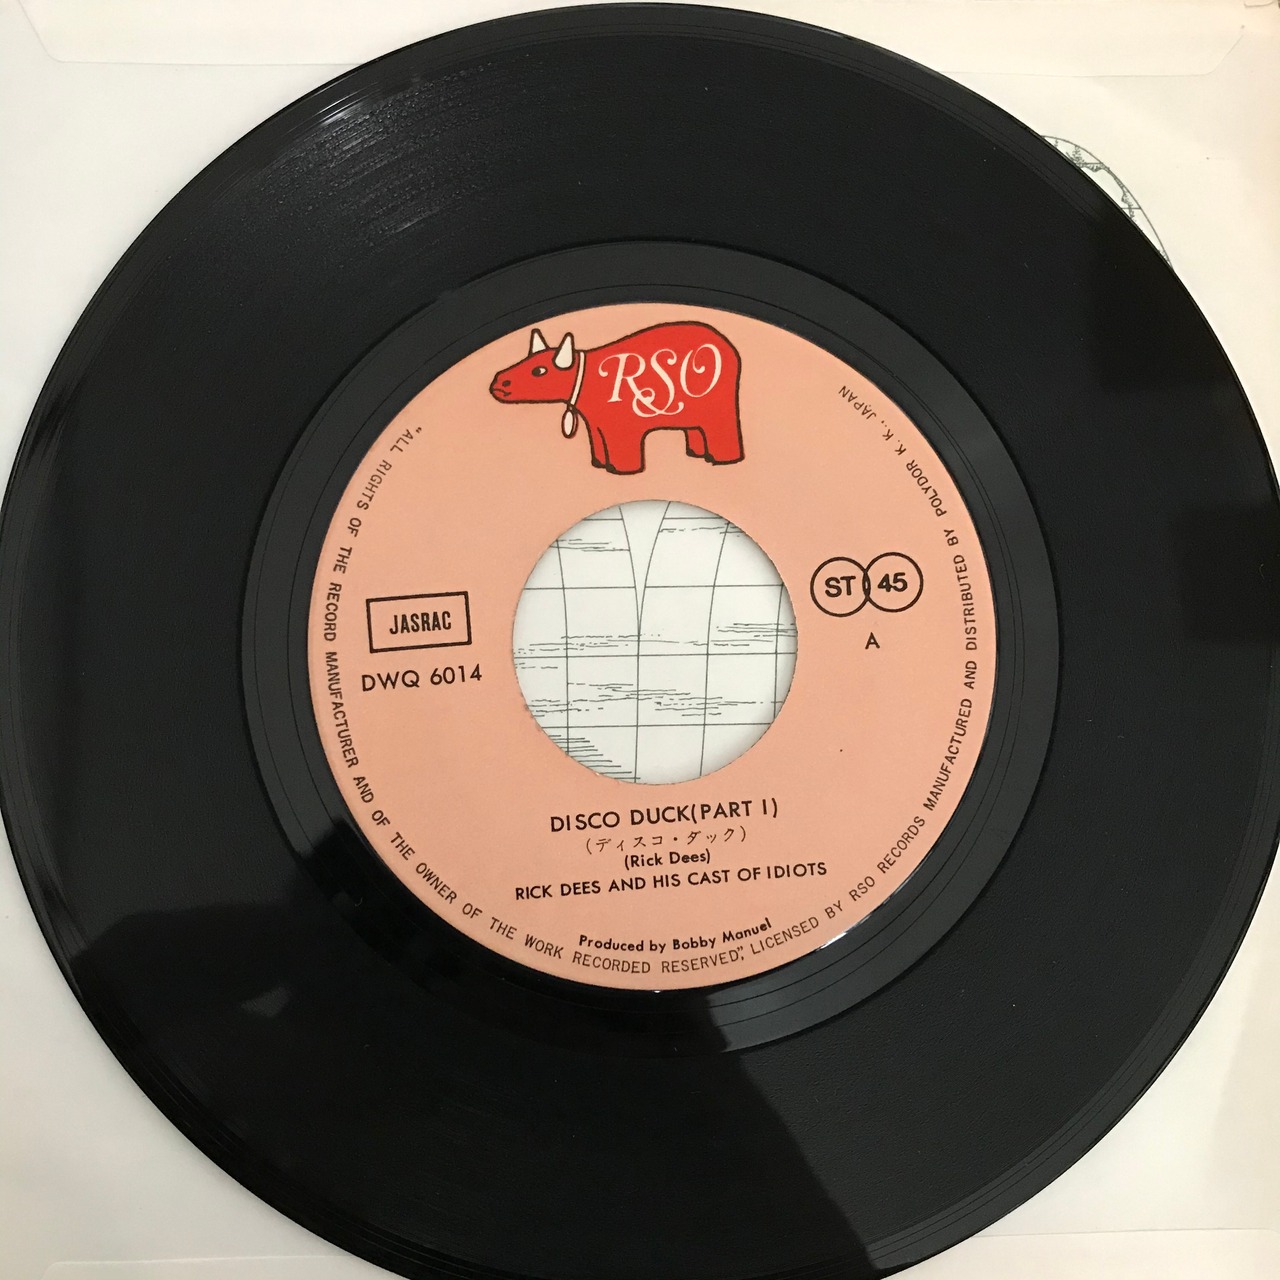 RSO
ST 45
A
JASRAC
DWQ 6014
DISCO DUCK(PART I)
(ディスコ・ダック)
(Rick Dees)
RICK DEES AND HIS CAST OF IDIOTS
Produced by Bobby Manuel
"ALL RIGHTS OF THE RECORD MANUFACTURER AND OF THE OWNER OF THE WORK RECORDED RESERVED", LICENSED BY RSO RECORDS MANUFACTURED AND DISTRIBUTED BY POLYDOR K. K., JAPAN